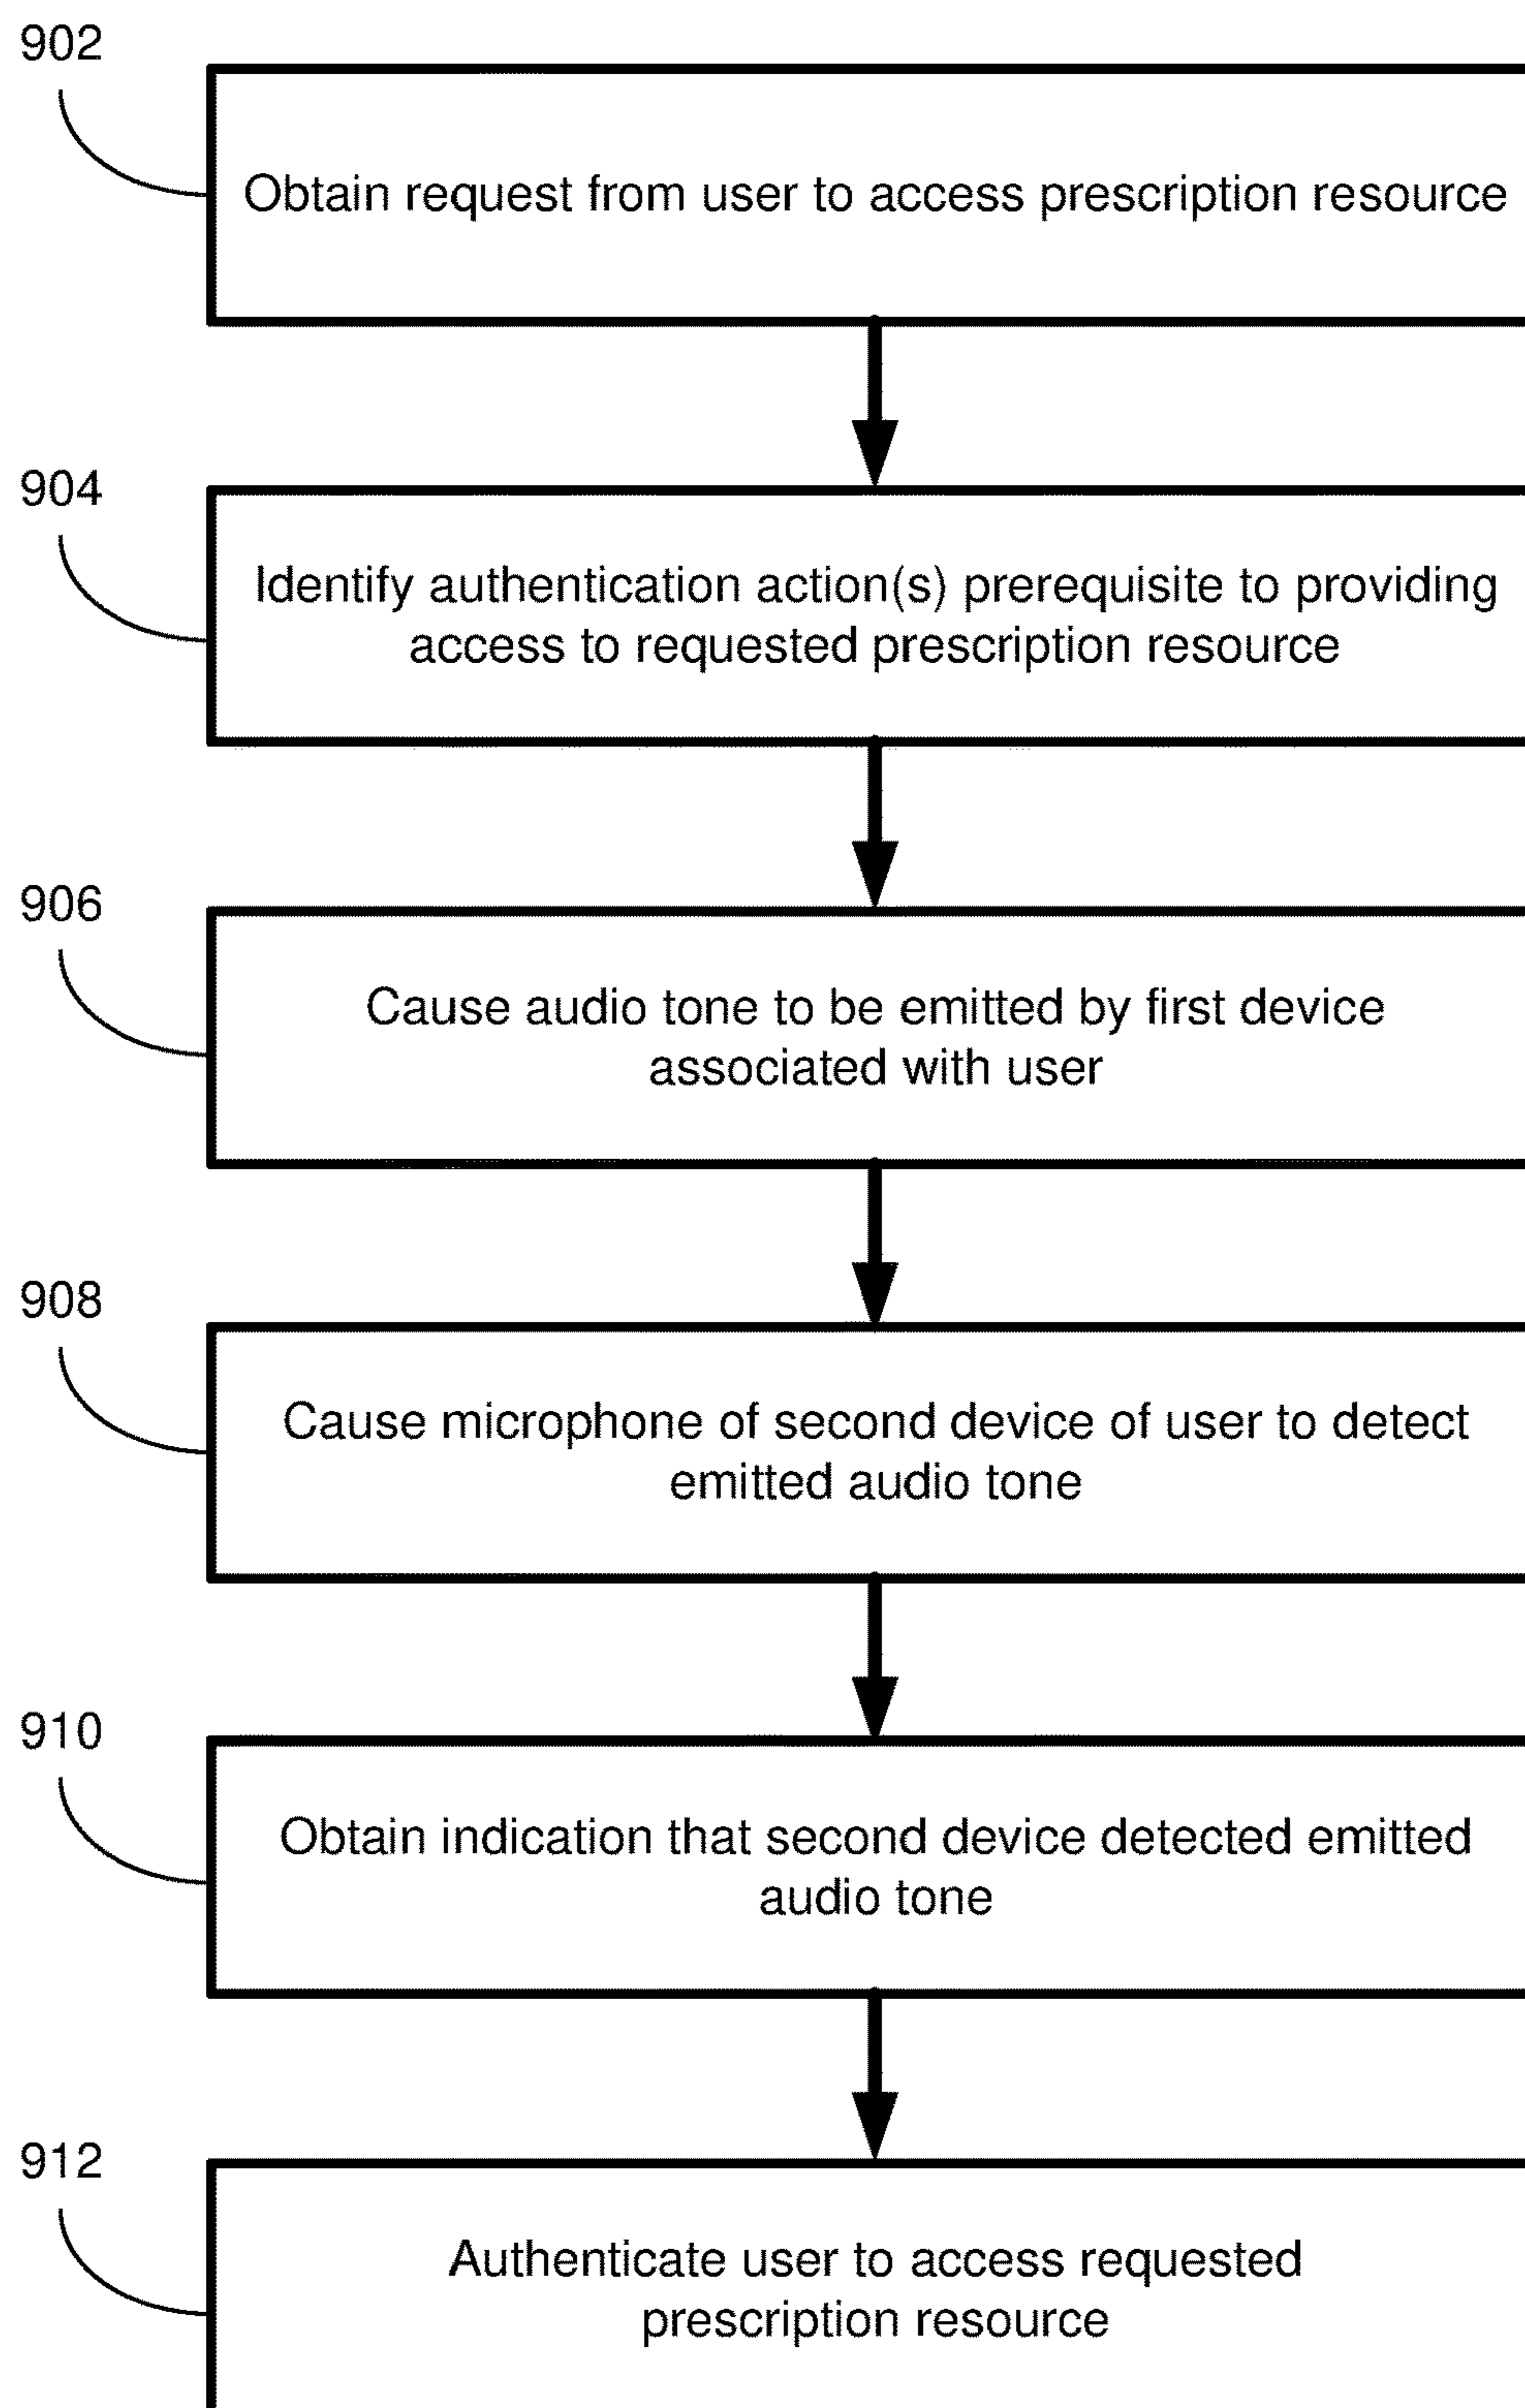 902
Obtain request from user to access prescription resource
904
Identify authentication action(s) prerequisite to providing
access to requested prescription resource
906
Cause audio tone to be emitted by first device
associated with user
908
Cause microphone of second device of user to detect
emitted audio tone
910
Obtain indication that second device detected emitted
audio tone
912
Authenticate user to access requested
prescription resource